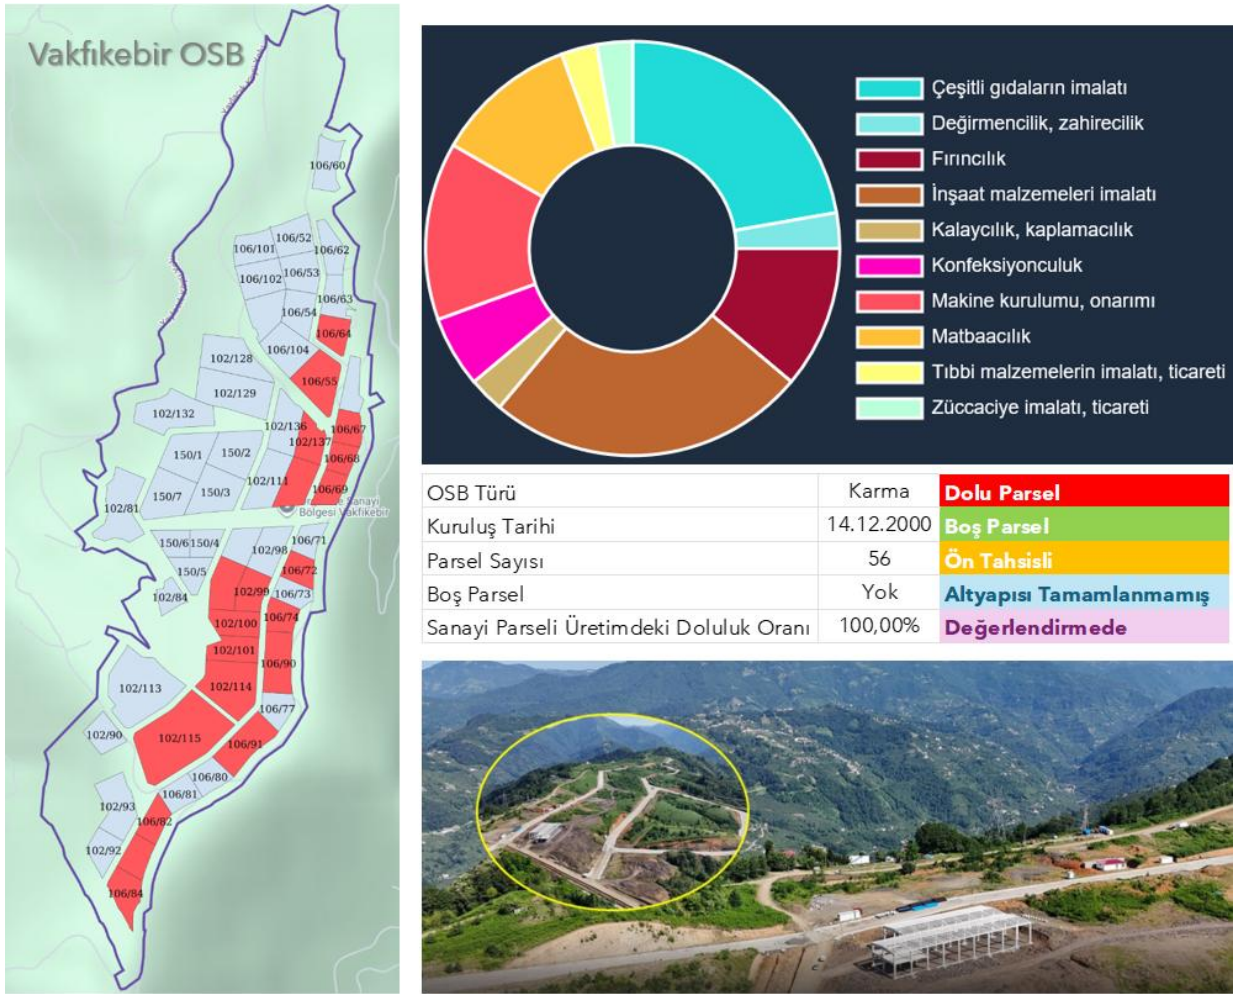 Vakfıkebir OSB
106/60
106/52
106/101
106/62
106/53
106/102
106/63
106/54
106/64
106/104
102/128
106/55
102/129
102/132
102/136
106/67
102/137
150/1
150/2
106/68
102/111
106/69
150/7
150/3
102/81
Sanayi
Bölgesi Vakfıkebir
150/6
150/4
106/71
102/98
150/5
106/72
102/84
102/99
106/73
106/74
102/100
102/101
106/90
102/113
102/114
106/77
102/90
102/115
106/91
106/80
106/81
102/93
106/82
102/92
106/84
Çeşitli gıdaların imalatı
Değirmencilik, zahirecilik
Fırıncılık
İnşaat malzemeleri imalatı
Kalaycılık, kaplamacılık
Konfeksiyonculuk
Makine kurulumu, onarımı
Matbaacılık
Tıbbi malzemelerin imalatı, ticareti
Züccaciye imalatı, ticareti
OSB Türü Karma Dolu Parsel
Kuruluş Tarihi 14.12.2000 Boş Parsel
Parsel Sayısı 56 Ön Tahsisli
Boş Parsel Yok Altyapısı Tamamlanmamış
Sanayi Parseli Üretimdeki Doluluk Oranı 100,00% Değerlendirmede